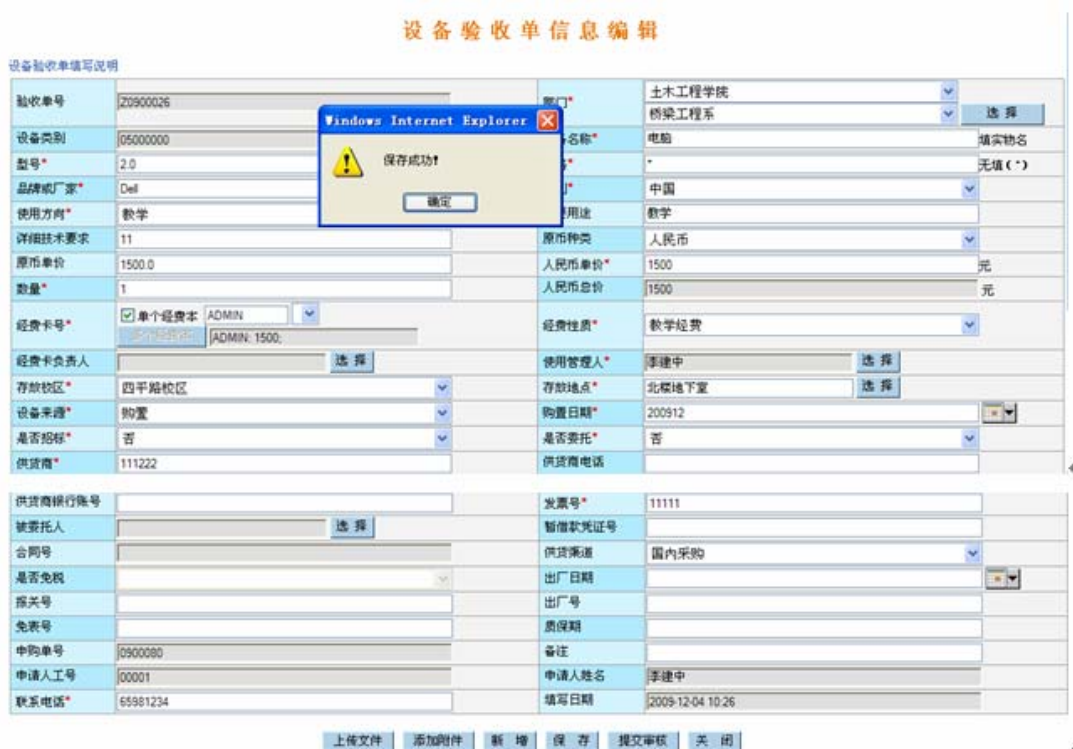 设备验收单信息编辑
设备验收单填写说明
验收单号 Z0900026 部门* 土木工程学院
桥梁工程系 选择
Windows Internet Explorer
保存成功!
确定
设备类别 05000000 名称* 电脑 填实物名
型号* 2.0 * * 无填(*)
品牌或厂家* Dell * 中国
使用方向* 教学 用途 教学
详细技术要求 11 原币种类 人民币
原币单价 1500.0 人民币单价* 1500 元
数量* 1 人民币总价 1500 元
经费卡号* 单个经费本 ADMIN 经费性质* 教学经费
ADMIN: 1500;
经费卡负责人 选择 使用管理人* 李建中 选择
存放校区* 四平路校区 存放地点* 北楼地下室 选择
设备来源* 购置 购置日期* 200912
是否招标* 否 是否委托* 否
供货商* 111222 供货商电话
供货商银行账号 发票号* 11111
被委托人 选择 暂借款凭证号
合同号 供货渠道 国内采购
是否免税 出厂日期
报关号 出厂号
免表号 质保期
申购单号 0900080 备注
申请人工号 00001 申请人姓名 李建中
联系电话* 65981234 填写日期 2009-12-04 10:26
上传文件 添加附件 新增 保存 提交审核 关闭